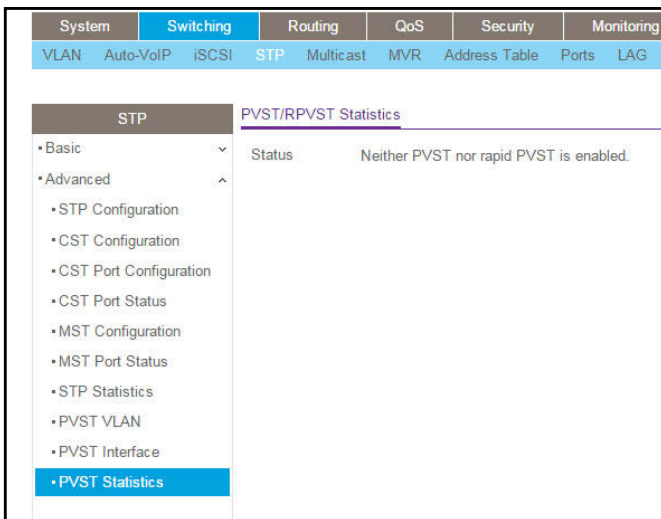 System Switching Routing QoS Security Monitoring
VLAN Auto-VoIP iSCSI STP Multicast MVR Address Table Ports LAG
STP
PVST/RPVST Statistics
Basic
Status Neither PVST nor rapid PVST is enabled.
Advanced
STP Configuration
CST Configuration
CST Port Configuration
CST Port Status
MST Configuration
MST Port Status
STP Statistics
PVST VLAN
PVST Interface
PVST Statistics